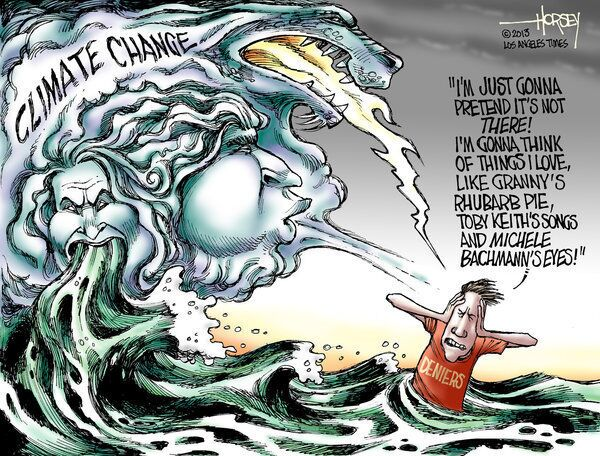 CLIMATE CHANGE
HORSEY
©2013
LOS ANGELES TIMES
"I'M JUST GONNA
PRETEND IT'S NOT
THERE!
I'M GONNA THINK
OF THINGS I LOVE,
LIKE GRANNY'S
RHUBARB PIE,
TOBY KEITH'S SONGS
AND MICHELE
BACHMANN'S EYES!"
DENIERS